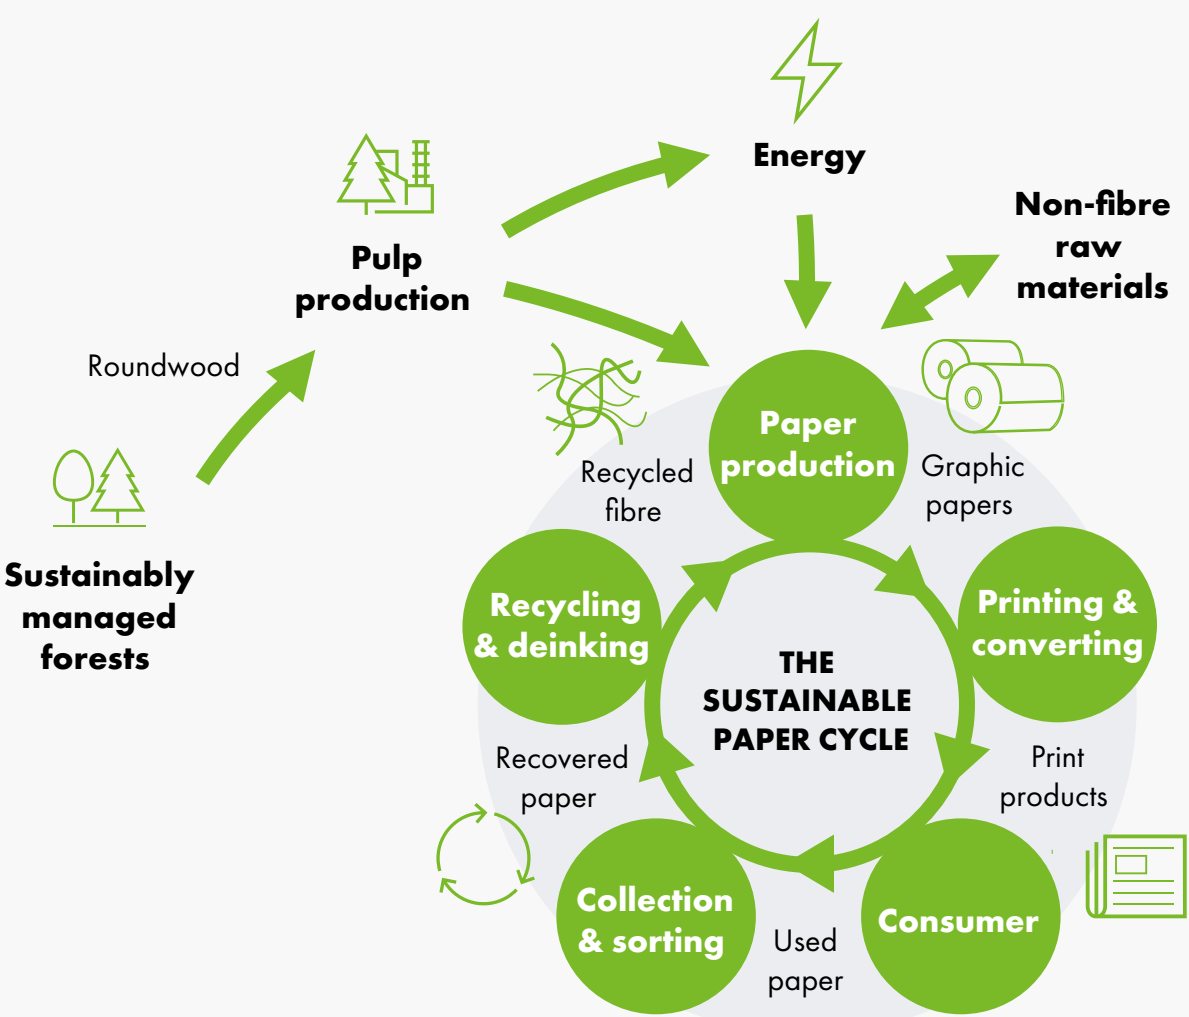 Energy
Non-fibre
raw
materials
Pulp
production
Roundwood
Sustainably
managed
forests
Paper
production
Graphic
papers
Recycled
fibre
Printing &
converting
Recycling
& deinking
THE
SUSTAINABLE
PAPER CYCLE
Print
products
Recovered
paper
Consumer
Collection
& sorting
Used
paper